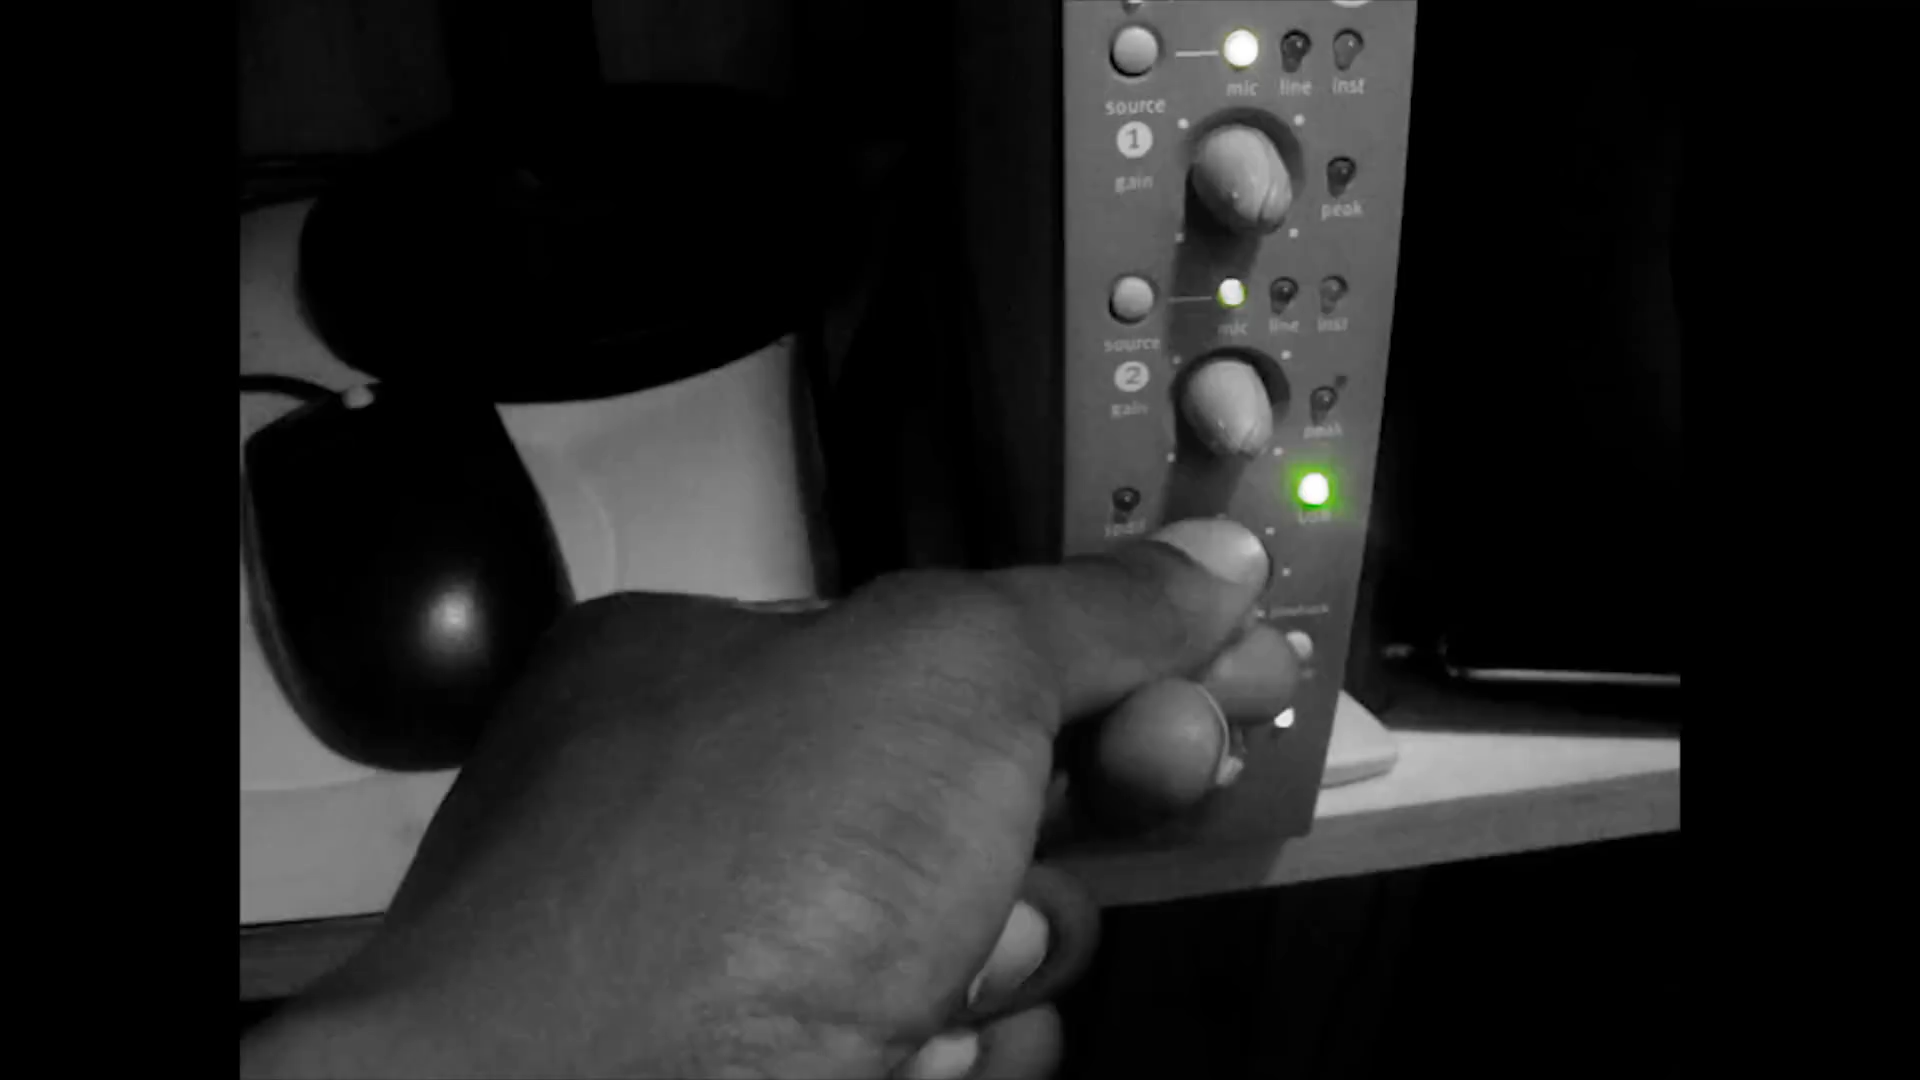 mic line inst
source
1
gain
peak
mic line inst
source
2
gain
peak